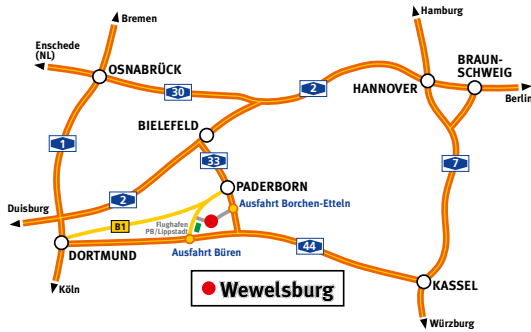 Bremen
Hamburg
Enschede
(NL)
OSNABRÜCK
BRAUN-
SCHWEIG
HANNOVER
30
2
Berlin
BIELEFELD
1
33
7
PADERBORN
2
Duisburg
B1
Flughafen
PB/Lippstadt
Ausfahrt Borchen-Etteln
DORTMUND
Ausfahrt Büren
44
Köln
KASSEL
Wewelsburg
Würzburg